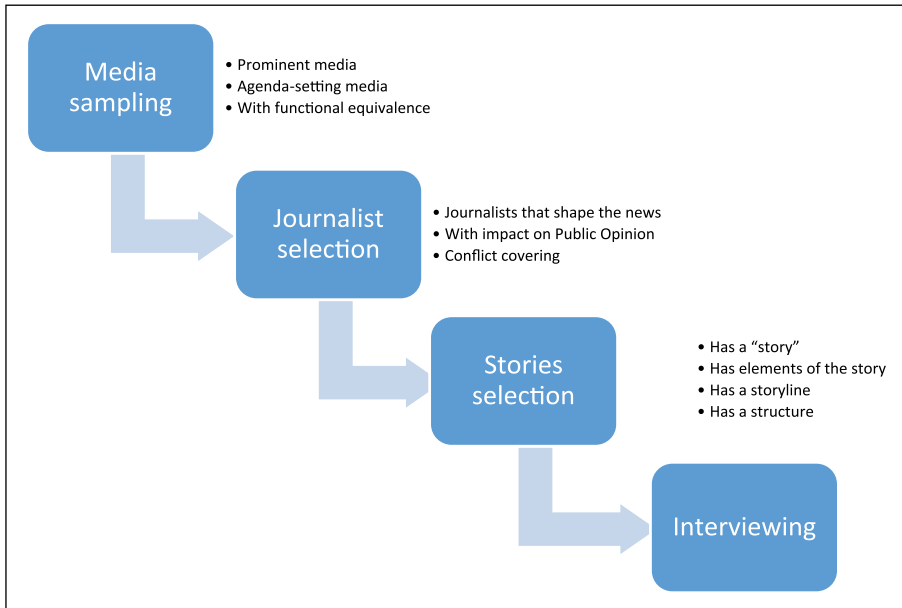 Media
sampling
• Prominent media
• Agenda-setting media
• With functional equivalence
Journalist
selection
• Journalists that shape the news
• With impact on Public Opinion
• Conflict covering
Stories
selection
• Has a “story”
• Has elements of the story
• Has a storyline
• Has a structure
Interviewing